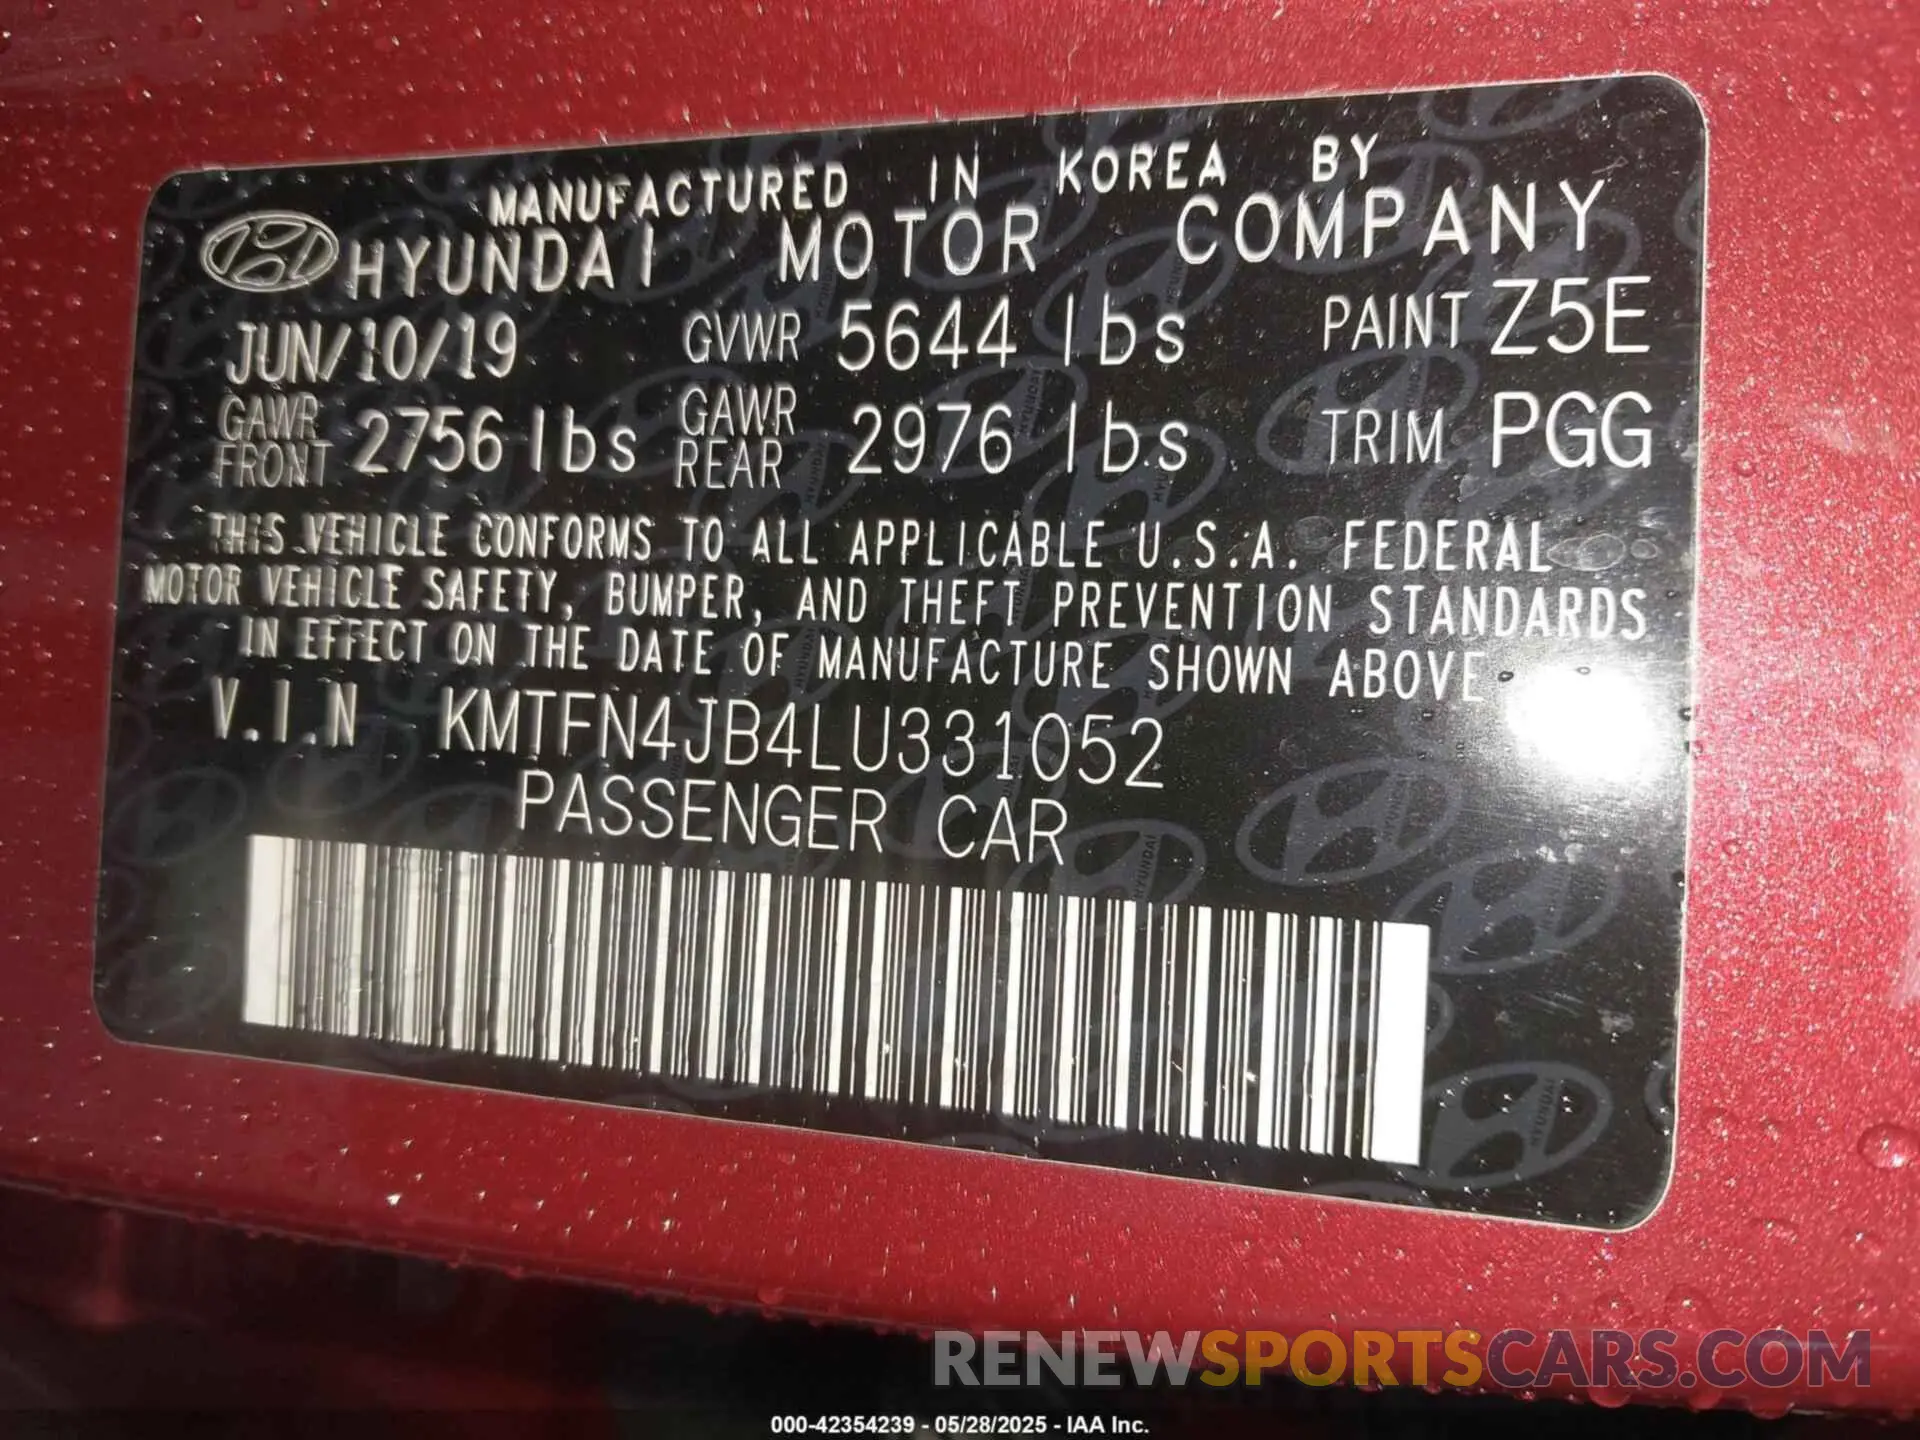 MANUFACTURED IN KOREA BY
HYUNDAI MOTOR COMPANY
JUN/10/19 GVWR 5644 lbs PAINT Z5E
GAWR FRONT 2756 lbs GAWR REAR 2976 lbs TRIM PGG
THIS VEHICLE CONFORMS TO ALL APPLICABLE U.S.A. FEDERAL
MOTOR VEHICLE SAFETY, BUMPER, AND THEFT PREVENTION STANDARDS
IN EFFECT ON THE DATE OF MANUFACTURE SHOWN ABOVE.
V.I.N KMTFN4JB4LU331052
PASSENGER CAR
RENEWSPORTSCARS.COM
000-42354239 - 05/28/2025 - IAA Inc.